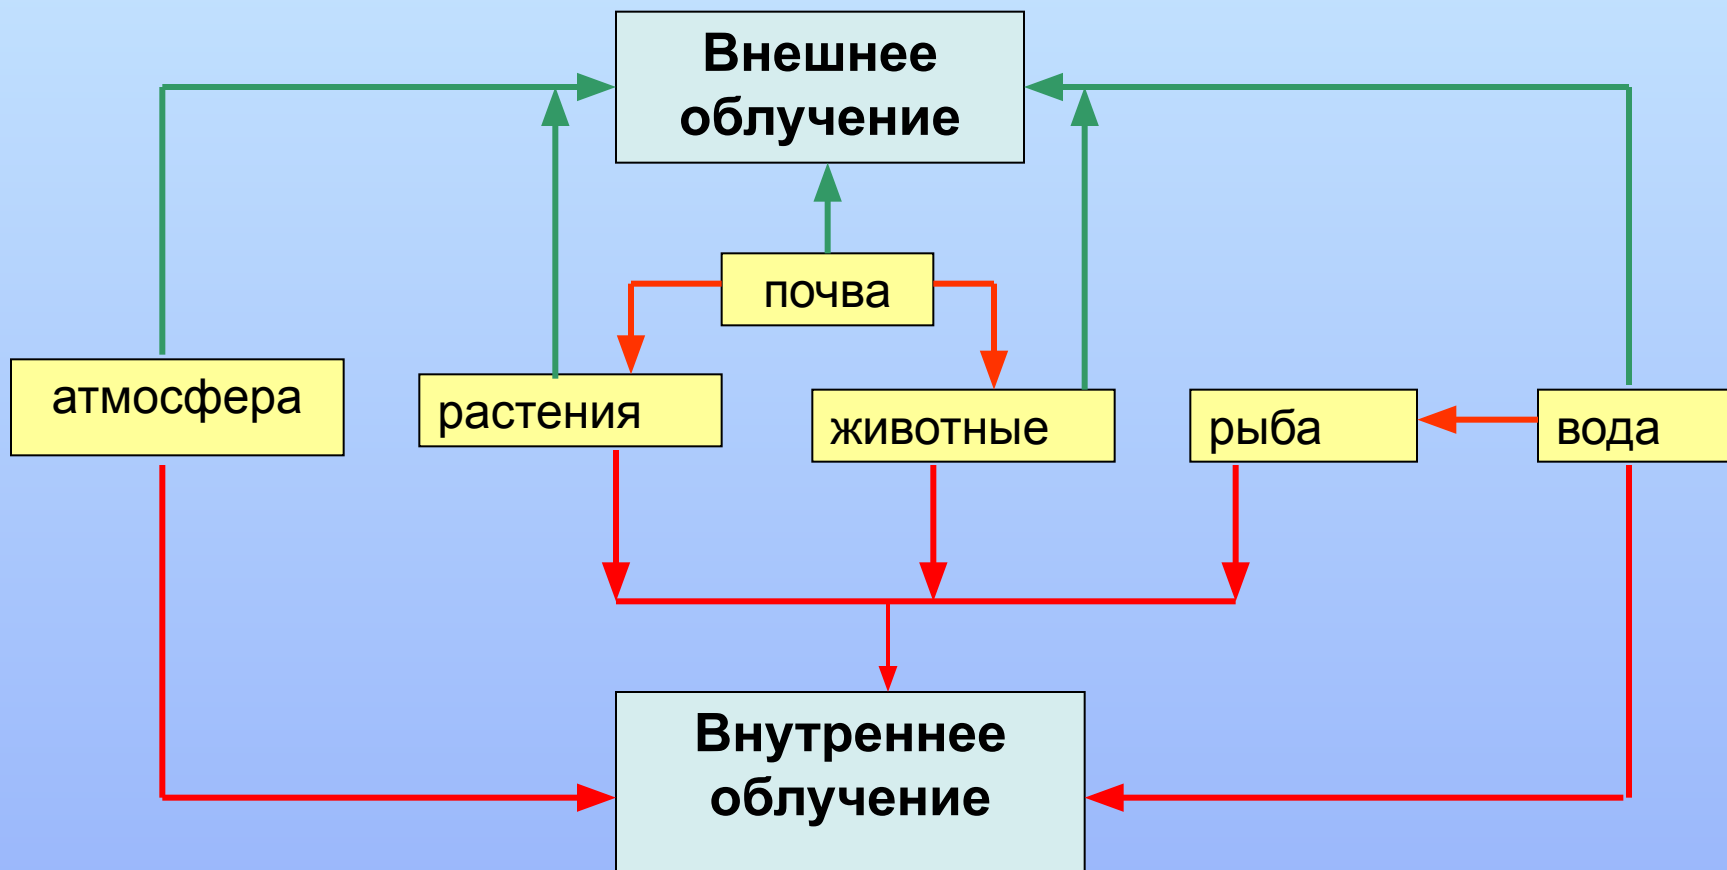 Внешнее
облучение
почва
атмосфера
растения
животные
рыба
вода
Внутреннее
облучение